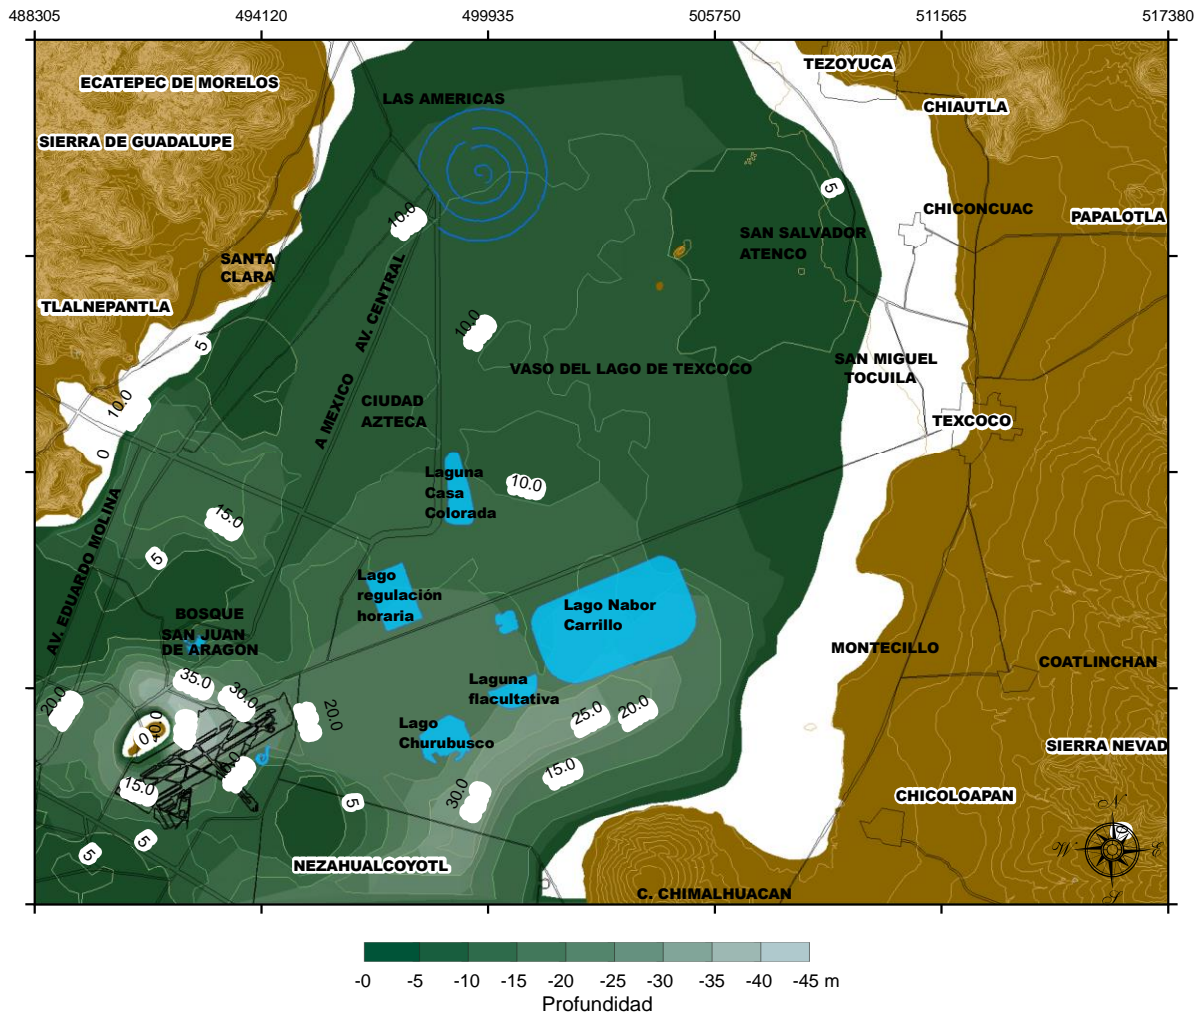 488305 494120 499935 505750 511565 517380
TEZOYUCA
ECATEPEC DE MORELOS
LAS AMERICAS
CHIAUTLA
SIERRA DE GUADALUPE
5
CHICONCUAC
10.0
PAPALOTLA
SAN SALVADOR
ATENCO
SANTA
CLARA
AV. CENTRAL
TLALNEPANTLA
10.0
5
SAN MIGUEL
TOCUILA
VASO DEL LAGO DE TEXCOCO
A MEXICO
CIUDAD
AZTECA
10.0
TEXCOCO
0
Laguna
Casa
Colorada
10.0
15.0
AV. EDUARDO MOLINA
5
Lago
regulación
horaria
Lago Nabor
Carrillo
BOSQUE
SAN JUAN
DE ARAGON
MONTECILLO
COATLINCHAN
35.0
30.0
Laguna
flacultativa
20.0
20.0
25.0
20.0
0
Lago
Churubusco
SIERRA NEVAD
15.0
15.0
30.0
5
CHICOLOAPAN
N
5
5
W
E
NEZAHUALCOYOTL
C. CHIMALHUACAN
S
-0 -5 -10 -15 -20 -25 -30 -35 -40 -45 m
Profundidad